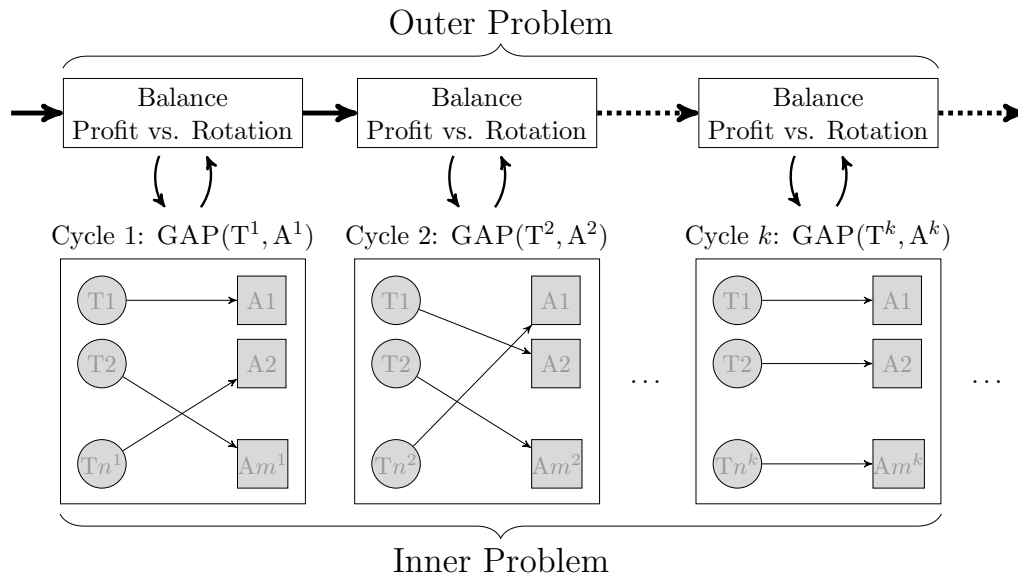 Outer Problem
Balance
Profit vs. Rotation
Balance
Profit vs. Rotation
Balance
Profit vs. Rotation
Cycle 1: GAP(T¹, A¹)
Cycle 2: GAP(T², A²)
Cycle k: GAP(Tᵏ, Aᵏ)
T1
A1
T2
A2
Tn¹
Am¹
T1
A1
T2
A2
Tn²
Am²
...
T1
A1
T2
A2
Tnᵏ
Amᵏ
...
Inner Problem